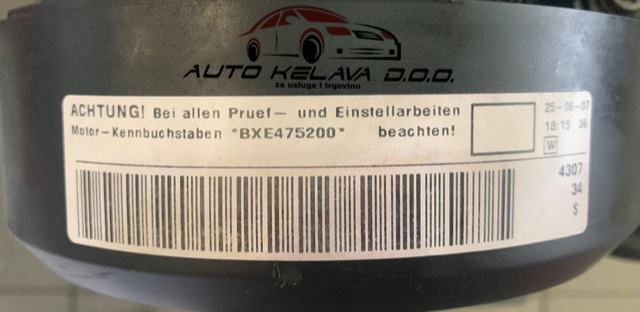 AUTO KELAVA D.O.O.
za usluge i trgovinu
ACHTUNG! Bei allen Pruef- und Einstellarbeiten
Motor-Kennbuchstaben *BXE475200* beachten!
25-08-07
18:15 36
W
4307
34
S